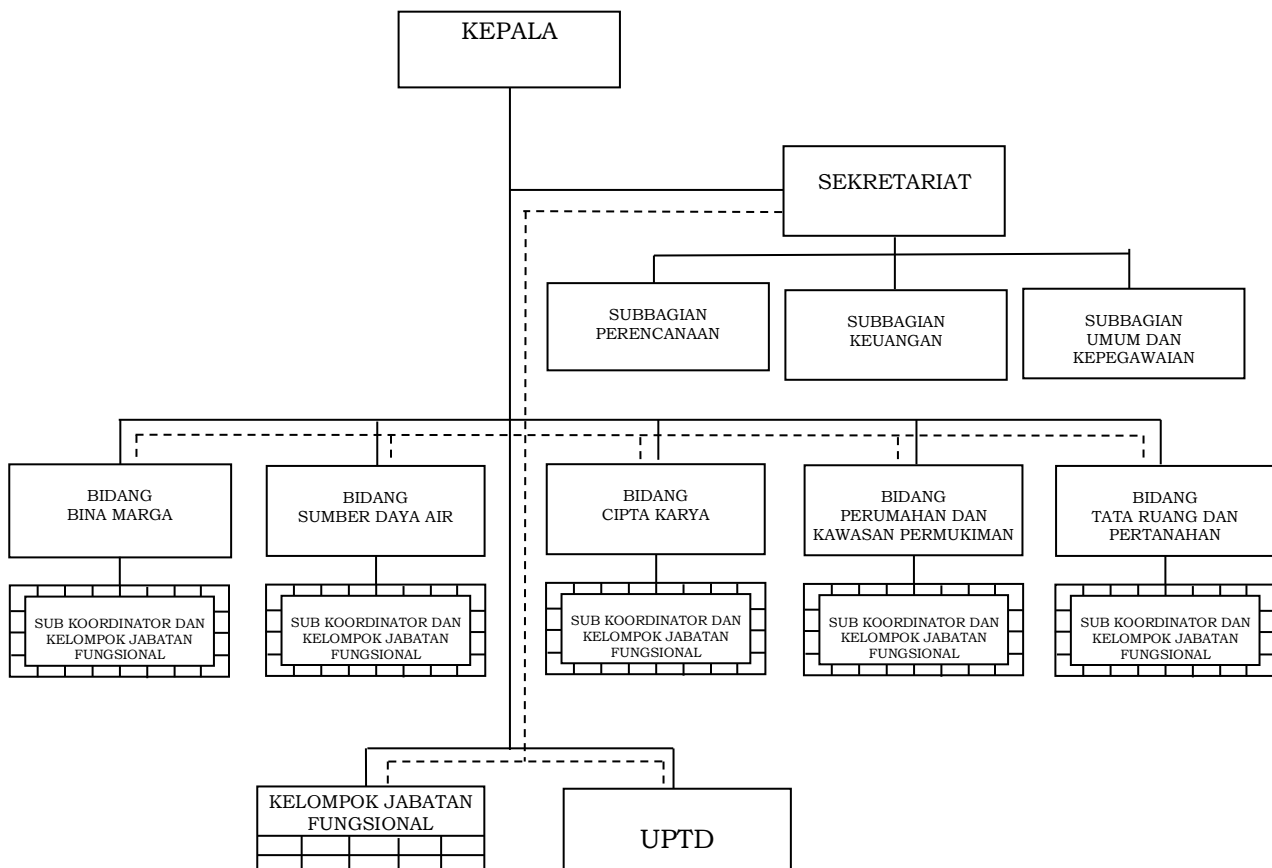 KEPALA
SEKRETARIAT
SUBBAGIAN
PERENCANAAN
SUBBAGIAN
KEUANGAN
SUBBAGIAN
UMUM DAN
KEPEGAWAIAN
BIDANG
BINA MARGA
BIDANG
SUMBER DAYA AIR
BIDANG
CIPTA KARYA
BIDANG
PERUMAHAN DAN
KAWASAN PERMUKIMAN
BIDANG
TATA RUANG DAN
PERTANAHAN
SUB KOORDINATOR DAN
KELOMPOK JABATAN
FUNGSIONAL
SUB KOORDINATOR DAN
KELOMPOK JABATAN
FUNGSIONAL
SUB KOORDINATOR DAN
KELOMPOK JABATAN
FUNGSIONAL
SUB KOORDINATOR DAN
KELOMPOK JABATAN
FUNGSIONAL
SUB KOORDINATOR DAN
KELOMPOK JABATAN
FUNGSIONAL
KELOMPOK JABATAN
FUNGSIONAL
UPTD